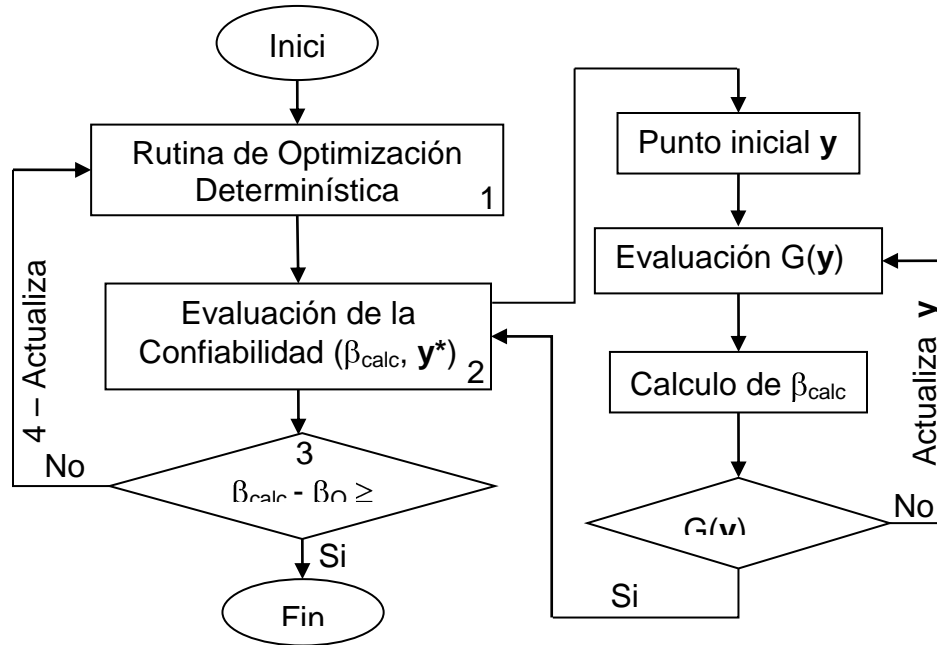 Inici
Rutina de Optimización
Determinística
1
Evaluación de la
Confiabilidad (βcalc, y*)
2
3
βcalc - βO ≥
No
Si
Fin
4 – Actualiza
Punto inicial y
Evaluación G(y)
Calculo de βcalc
G(y)
No
Si
Actualiza y